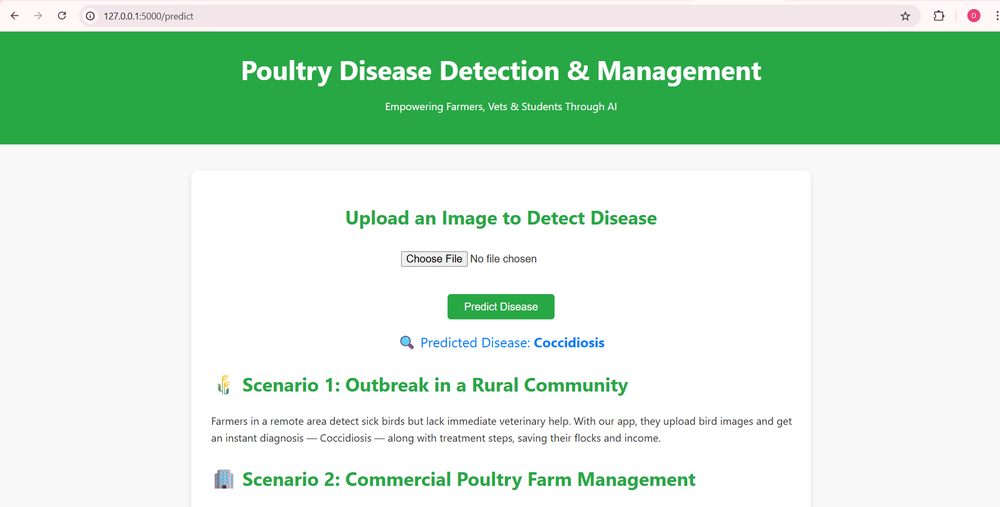 127.0.0.1:5000/predict
D
Poultry Disease Detection & Management
Empowering Farmers, Vets & Students Through AI
Upload an Image to Detect Disease
Choose File No file chosen
Predict Disease
Predicted Disease: Coccidiosis
Scenario 1: Outbreak in a Rural Community
Farmers in a remote area detect sick birds but lack immediate veterinary help. With our app, they upload bird images and get
an instant diagnosis — Coccidiosis — along with treatment steps, saving their flocks and income.
Scenario 2: Commercial Poultry Farm Management